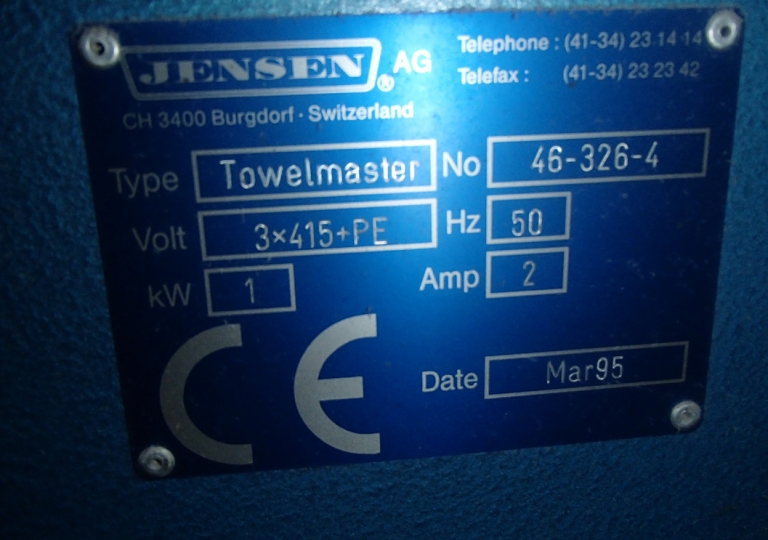 JENSEN® AG
Telephone : (41-34) 23 14 14
Telefax : (41-34) 23 23 42
CH 3400 Burgdorf · Switzerland
Type Towelmaster No 46-326-4
Volt 3×415+PE Hz 50
kW 1 Amp 2
CE
Date Mar95